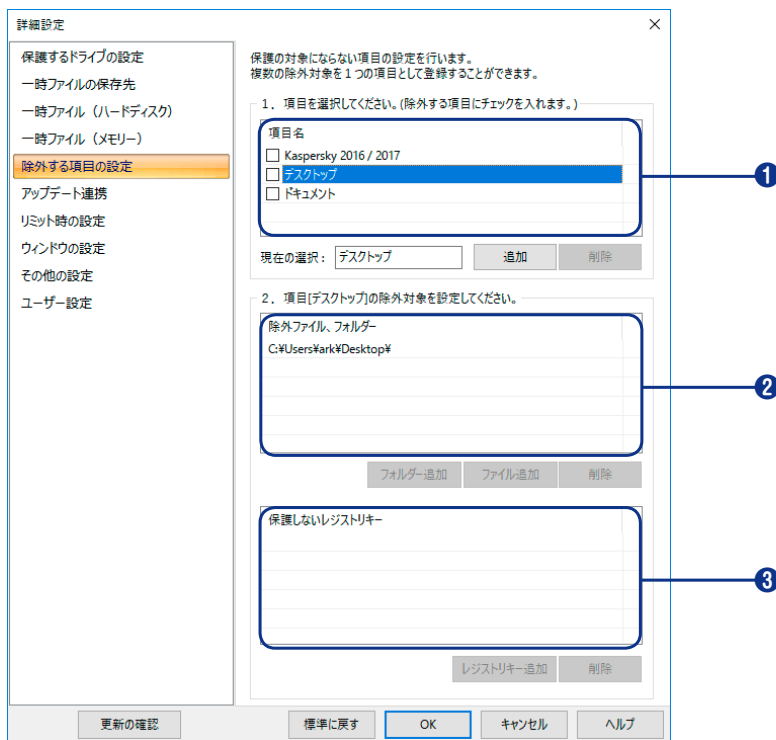 詳細設定
保護するドライブの設定
一時ファイルの保存先
一時ファイル（ハードディスク）
一時ファイル（メモリー）
除外する項目の設定
アップデート連携
リミット時の設定
ウィンドウの設定
その他の設定
ユーザー設定
保護の対象にならない項目の設定を行います。
複数の除外対象を１つの項目として登録することができます。
１．項目を選択してください。(除外する項目にチェックを入れます。)
項目名
Kaspersky 2016 / 2017
デスクトップ
ドキュメント
❶
現在の選択： デスクトップ 追加 削除
２．項目[デスクトップ]の除外対象を設定してください。
除外ファイル、フォルダー
C:¥Users¥ark¥Desktop¥
❷
フォルダー追加 ファイル追加 削除
保護しないレジストリキー
❸
レジストリキー追加 削除
更新の確認 標準に戻す OK キャンセル ヘルプ